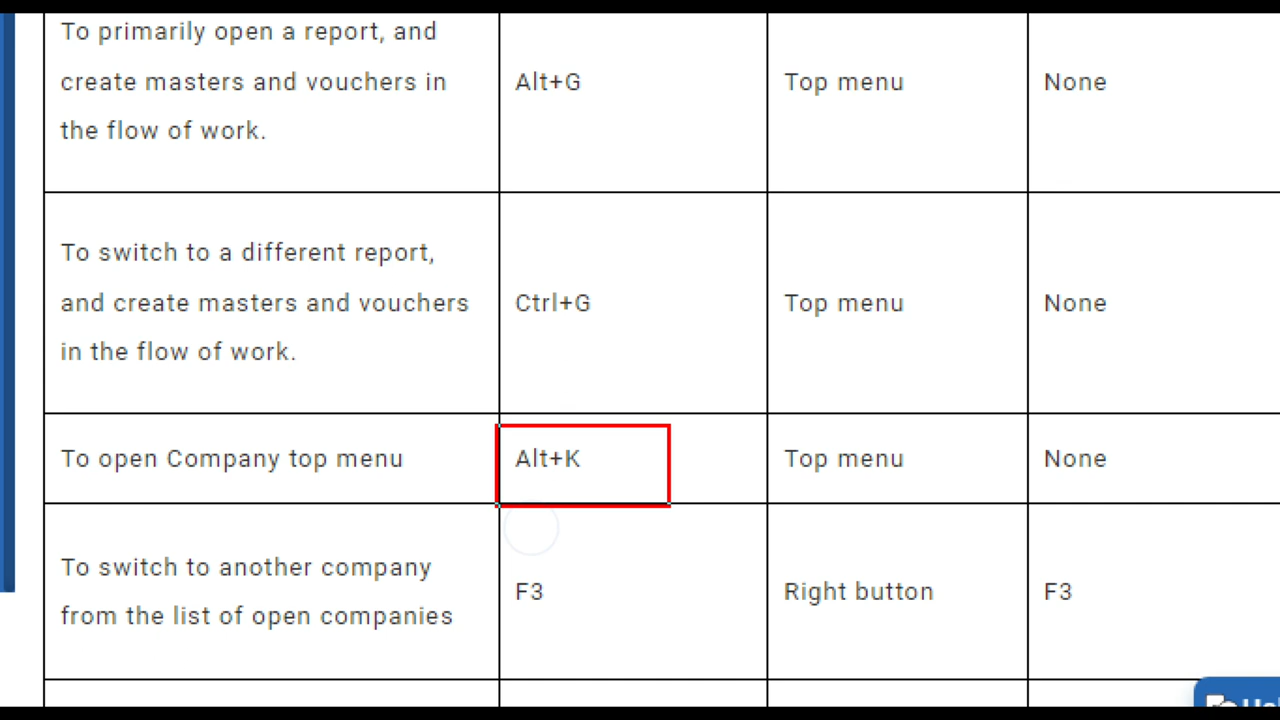 To primarily open a report, and
create masters and vouchers in
the flow of work.
Alt+G
Top menu
None
To switch to a different report,
and create masters and vouchers
in the flow of work.
Ctrl+G
Top menu
None
To open Company top menu
Alt+K
Top menu
None
To switch to another company
from the list of open companies
F3
Right button
F3